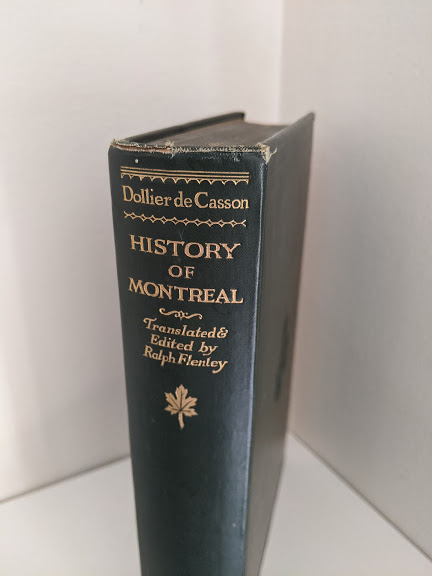 Dollier de Casson
HISTORY
OF
MONTREAL
Translated &
Edited by
Ralph Flenley